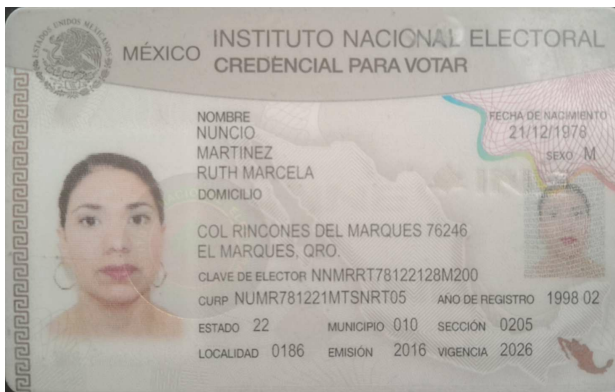 MÉXICO INSTITUTO NACIONAL ELECTORAL
CREDENCIAL PARA VOTAR
NOMBRE
NUNCIO
MARTINEZ
RUTH MARCELA
FECHA DE NACIMIENTO
21/12/1978
SEXO M
DOMICILIO
COL RINCONES DEL MARQUES 76246
EL MARQUES, QRO.
CLAVE DE ELECTOR NNMRRT78122128M200
CURP NUMR781221MTSNRT05 AÑO DE REGISTRO 1998 02
ESTADO 22 MUNICIPIO 010 SECCIÓN 0205
LOCALIDAD 0186 EMISIÓN 2016 VIGENCIA 2026